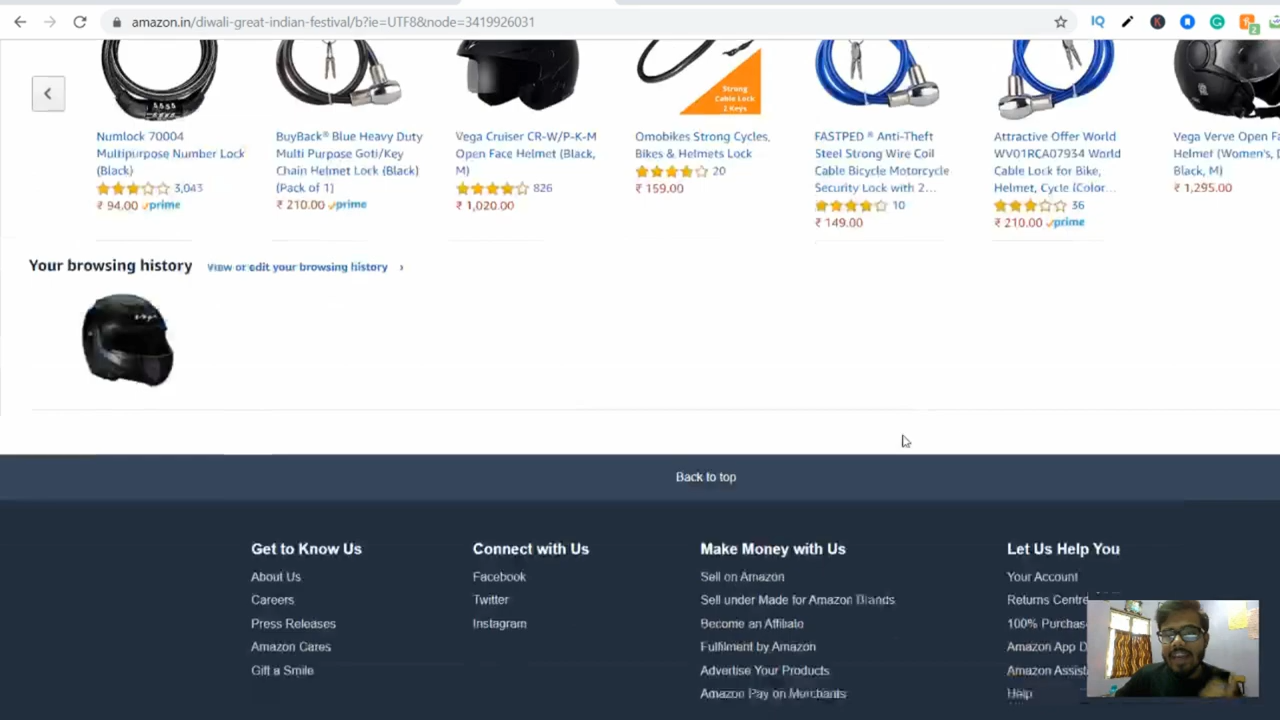 amazon.in/diwali-great-indian-festival/b?ie=UTF8&node=3419926031
IQ
K
2
Strong
Cable Lock
2 Keys
Numlock 70004
Multipurpose Number Lock
(Black)
3,043
₹ 94.00 prime
BuyBack® Blue Heavy Duty
Multi Purpose Goti/Key
Chain Helmet Lock (Black)
(Pack of 1)
₹ 210.00 prime
Vega Cruiser CR-W/P-K-M
Open Face Helmet (Black,
M)
826
₹ 1,020.00
Omobikes Strong Cycles,
Bikes & Helmets Lock
20
₹ 159.00
FASTPED ® Anti-Theft
Steel Strong Wire Coil
Cable Bicycle Motorcycle
Security Lock with 2...
10
₹ 149.00
Attractive Offer World
WV01RCA07934 World
Cable Lock for Bike,
Helmet, Cycle (Color...
36
₹ 210.00 prime
Vega Verve Open
Helmet (Women's,
Black, M)
₹ 1,295.00
Your browsing history View or edit your browsing history ›
Back to top
Get to Know Us
About Us
Careers
Press Releases
Amazon Cares
Gift a Smile
Connect with Us
Facebook
Twitter
Instagram
Make Money with Us
Sell on Amazon
Sell under Made for Amazon Brands
Become an Affiliate
Fulfilment by Amazon
Advertise Your Products
Amazon Pay on Merchants
Let Us Help You
Your Account
Returns Centre
100% Purchas
Amazon App D
Amazon Assist
Help